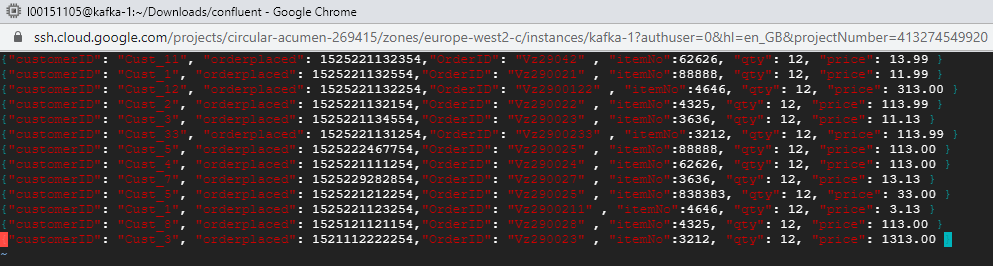 l00151105@kafka-1:~/Downloads/confluent - Google Chrome
ssh.cloud.google.com/projects/circular-acumen-269415/zones/europe-west2-c/instances/kafka-1?authuser=0&hl=en_GB&projectNumber=413274549920
{"customerID": "Cust_11", "orderplaced": 1525221132354,"OrderID": "Vz29042" , "itemNo":62626, "qty": 12, "price": 13.99 }
{"customerID": "Cust_1", "orderplaced": 1525221132554,"OrderID": "Vz290021" , "itemNo":88888, "qty": 12, "price": 11.99 }
{"customerID": "Cust_12", "orderplaced": 1525221132254,"OrderID": "Vz2900122" , "itemNo":4646, "qty": 12, "price": 313.00 }
{"customerID": "Cust_2", "orderplaced": 1525221132154,"OrderID": "Vz290022" , "itemNo":4325, "qty": 12, "price": 113.99 }
{"customerID": "Cust_3", "orderplaced": 1525221134554,"OrderID": "Vz290023" , "itemNo":3636, "qty": 12, "price": 11.13 }
{"customerID": "Cust_33", "orderplaced": 1525221131254,"OrderID": "Vz2900233" , "itemNo":3212, "qty": 12, "price": 113.99 }
{"customerID": "Cust_5", "orderplaced": 1525222467754,"OrderID": "Vz290025" , "itemNo":88888, "qty": 12, "price": 113.00 }
{"customerID": "Cust_4", "orderplaced": 1525221111254,"OrderID": "Vz290024" , "itemNo":62626, "qty": 12, "price": 113.00 }
{"customerID": "Cust_7", "orderplaced": 1525229282854,"OrderID": "Vz290027" , "itemNo":3636, "qty": 12, "price": 13.13 }
{"customerID": "Cust_5", "orderplaced": 1525221212254,"OrderID": "Vz290025" , "itemNo":838383, "qty": 12, "price": 33.00 }
{"customerID": "Cust_1", "orderplaced": 1525221123254,"OrderID": "Vz2900211" , "itemNo":4646, "qty": 12, "price": 3.13 }
{"customerID": "Cust_8", "orderplaced": 1525121121154,"OrderID": "Vz290028" , "itemNo":4325, "qty": 12, "price": 113.00 }
"customerID": "Cust_3", "orderplaced": 1521112222254,"OrderID": "Vz290023" , "itemNo":3212, "qty": 12, "price": 1313.00 }
~